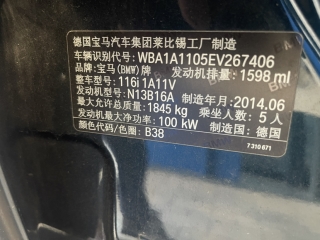 德国宝马汽车集团莱比锡工厂制造
车辆识别代号: WBA1A1105EV267406
品牌: 宝马(BMW)牌 发动机排量: 1598 ml
整车型号: 116i 1A11V
发动机型号: N13B16A 制造年月: 2014.06
最大允许总质量: 1845 kg 乘坐人数: 5 人
发动机最大净功率: 100 kW 制造国: 德国
颜色代码/色圈: B38
7 310 671